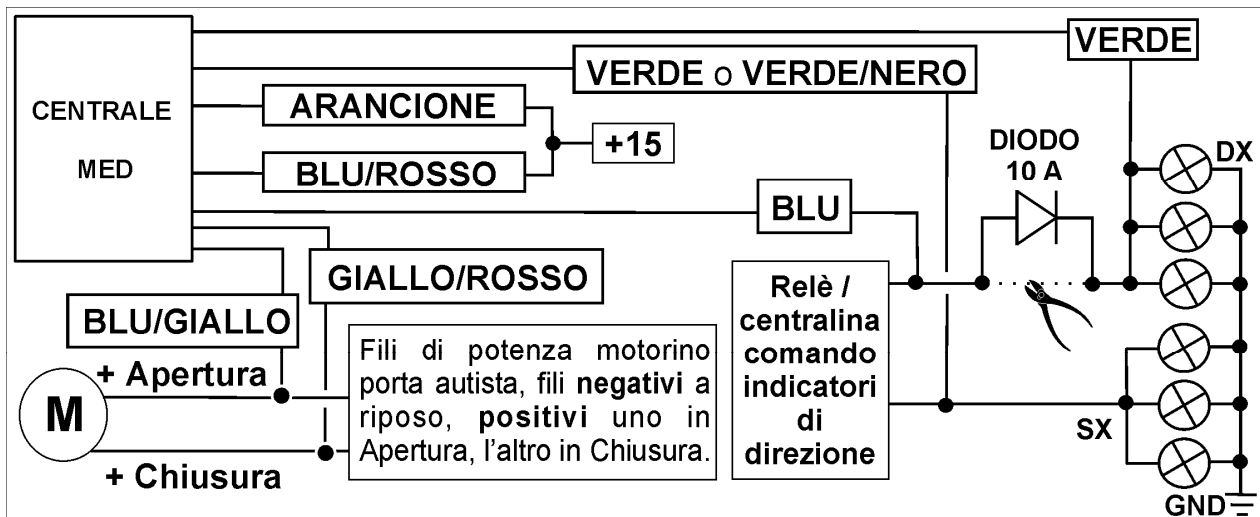 VERDE
CENTRALE
MED
VERDE o VERDE/NERO
ARANCIONE
+15
BLU/ROSSO
DIODO
10 A
DX
BLU
GIALLO/ROSSO
BLU/GIALLO
+ Apertura
M
+ Chiusura
Fili di potenza motorino
porta autista, fili negativi a
riposo, positivi uno in
Apertura, l'altro in Chiusura.
Relè /
centralina
comando
indicatori
di
direzione
SX
GND